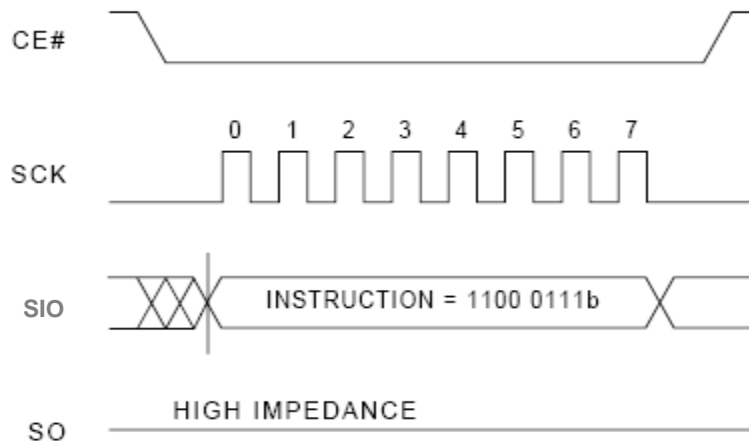 CE#
0 1 2 3 4 5 6 7
SCK
SIO INSTRUCTION = 1100 0111b
HIGH IMPEDANCE
SO